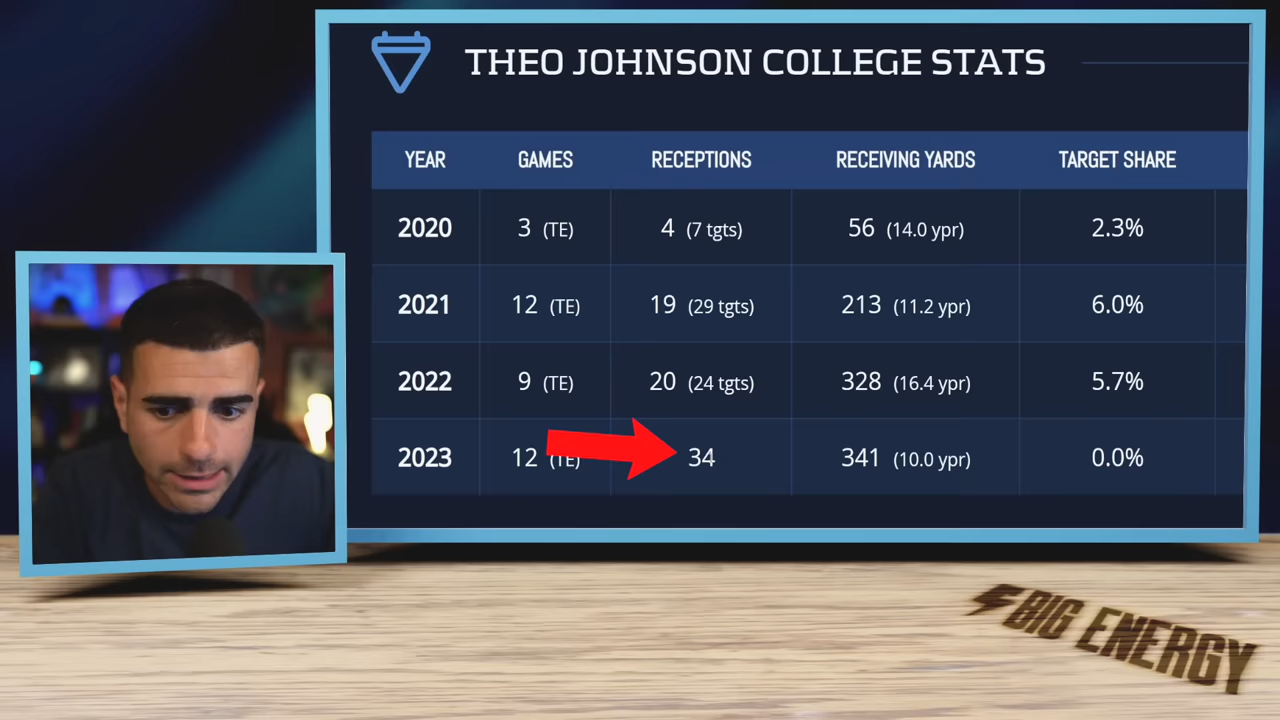 THEO JOHNSON COLLEGE STATS
YEAR GAMES RECEPTIONS RECEIVING YARDS TARGET SHARE
2020 3 (TE) 4 (7 tgts) 56 (14.0 ypr) 2.3%
2021 12 (TE) 19 (29 tgts) 213 (11.2 ypr) 6.0%
2022 9 (TE) 20 (24 tgts) 328 (16.4 ypr) 5.7%
2023 12 (TE) 34 341 (10.0 ypr) 0.0%
BIG ENERGY